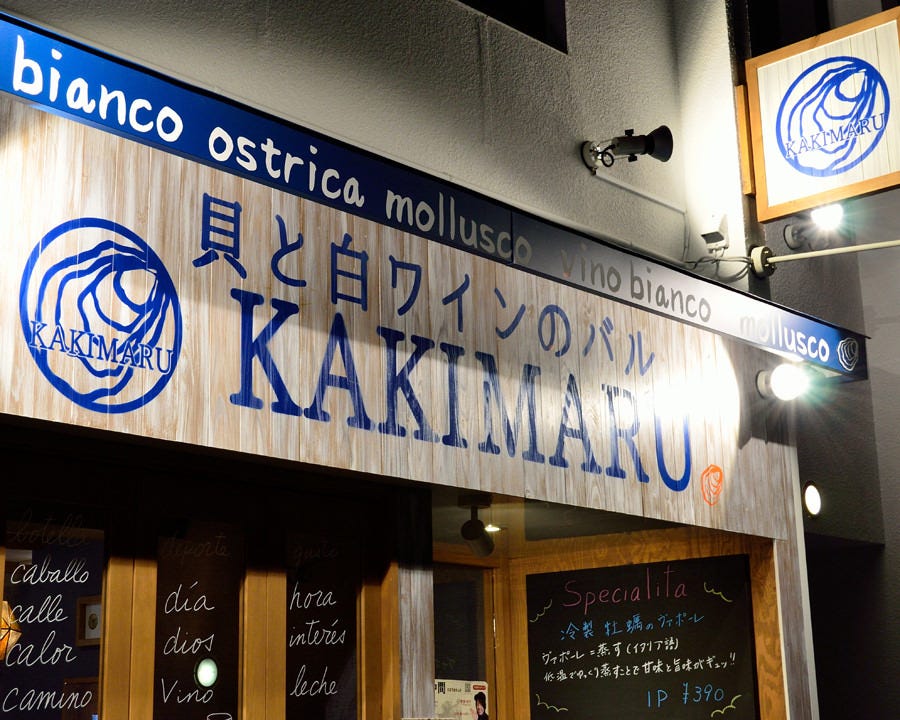 bianco ostrica mollusco vino bianco mollusco
KAKIMARU
貝と白ワインのバル
KAKIMARU
KAKIMARU
botella
caballo
calle
calor
camino
deporte
día
dios
Vino
gusto
hora
interés
leche
Specialita
冷製 牡蠣のヴァポーレ
ヴァポーレ=蒸す(イタリア語)
低温でゆっくり蒸すことで甘味と旨味がギュッ!!
1P ¥390